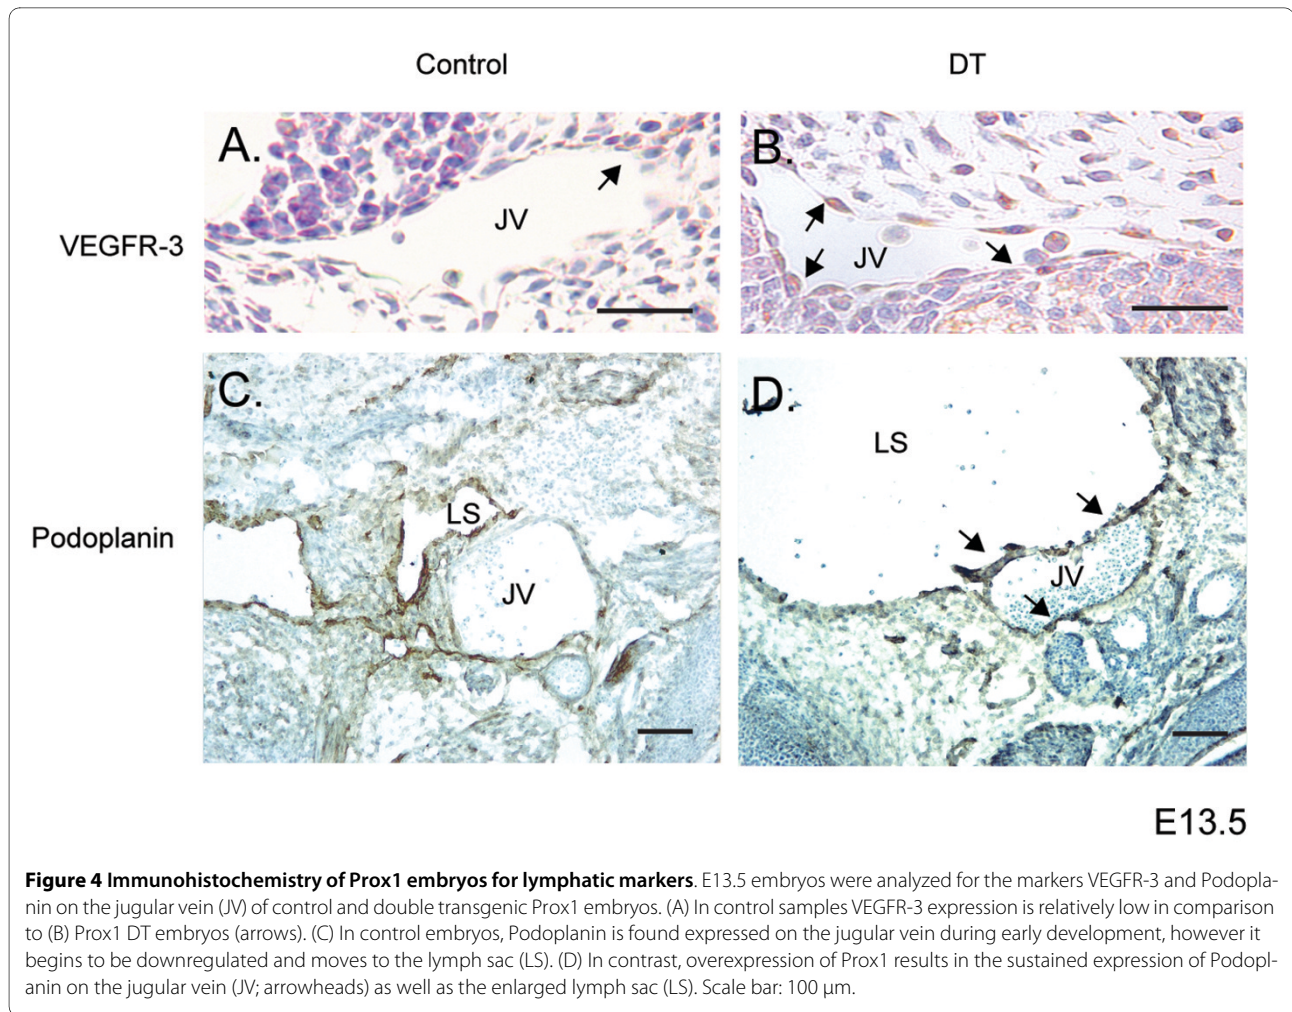 Control
DT
A.
B.
JV
JV
VEGFR-3
C.
D.
LS
LS
JV
JV
Podoplanin
E13.5
Figure 4 Immunohistochemistry of Prox1 embryos for lymphatic markers. E13.5 embryos were analyzed for the markers VEGFR-3 and Podopla-
nin on the jugular vein (JV) of control and double transgenic Prox1 embryos. (A) In control samples VEGFR-3 expression is relatively low in comparison
to (B) Prox1 DT embryos (arrows). (C) In control embryos, Podoplanin is found expressed on the jugular vein during early development, however it
begins to be downregulated and moves to the lymph sac (LS). (D) In contrast, overexpression of Prox1 results in the sustained expression of Podopl-
anin on the jugular vein (JV; arrowheads) as well as the enlarged lymph sac (LS). Scale bar: 100 μm.